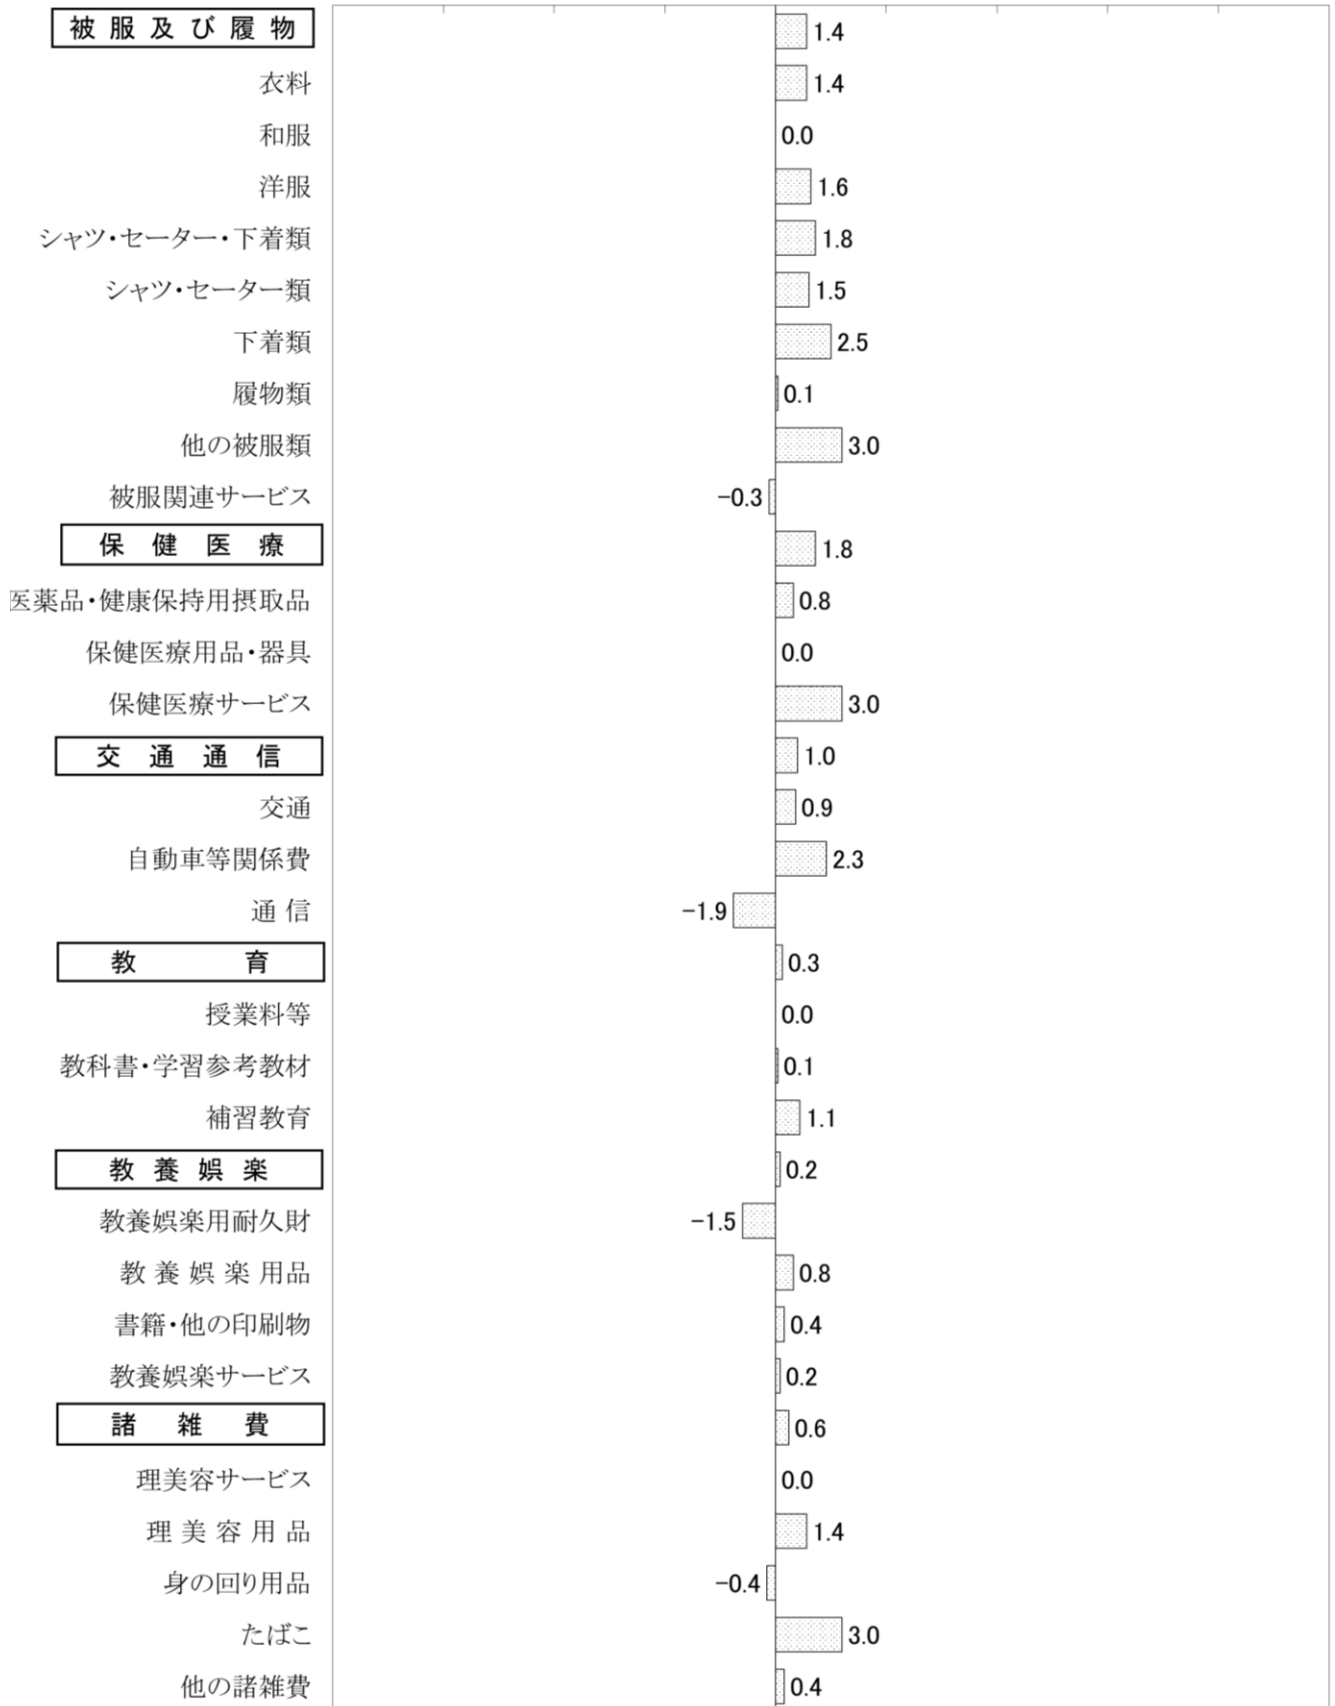 被服及び履物 1.4
衣料 1.4
和服 0.0
洋服 1.6
シャツ・セーター・下着類 1.8
シャツ・セーター類 1.5
下着類 2.5
履物類 0.1
他の被服類 3.0
被服関連サービス −0.3
保健医療 1.8
医薬品・健康保持用摂取品 0.8
保健医療用品・器具 0.0
保健医療サービス 3.0
交通通信 1.0
交通 0.9
自動車等関係費 2.3
通信 −1.9
教育 0.3
授業料等 0.0
教科書・学習参考教材 0.1
補習教育 1.1
教養娯楽 0.2
教養娯楽用耐久財 −1.5
教養娯楽用品 0.8
書籍・他の印刷物 0.4
教養娯楽サービス 0.2
諸雑費 0.6
理美容サービス 0.0
理美容用品 1.4
身の回り用品 −0.4
たばこ 3.0
他の諸雑費 0.4